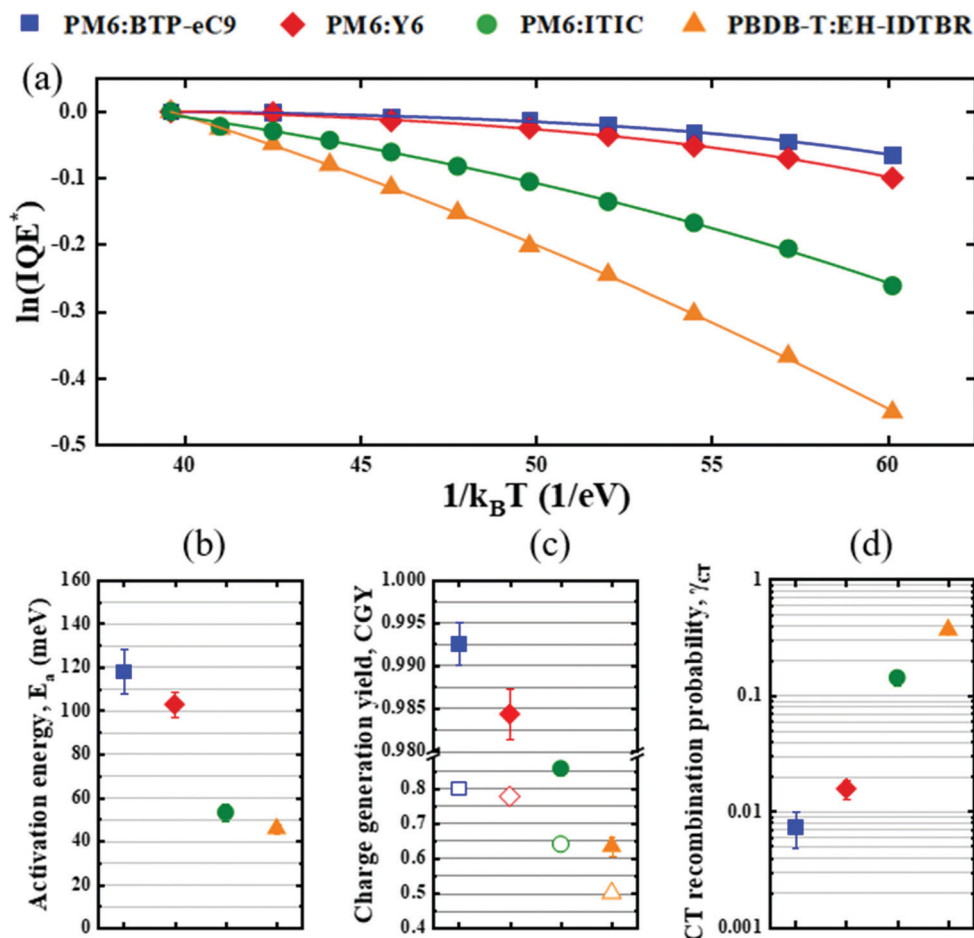 PM6:BTP-eC9 PM6:Y6 PM6:ITIC PBDB-T:EH-IDTBR
(a)
ln(IQE*)
0.0
-0.1
-0.2
-0.3
-0.4
-0.5
40 45 50 55 60
1/k_BT (1/eV)
(b)
Activation energy, E_a (meV)
160
140
120
100
80
60
40
20
0
(c)
Charge generation yield, CGY
1.000
0.995
0.990
0.985
0.980
0.8
0.7
0.6
0.5
0.4
(d)
CT recombination probability, γ_CT
1
0.1
0.01
0.001